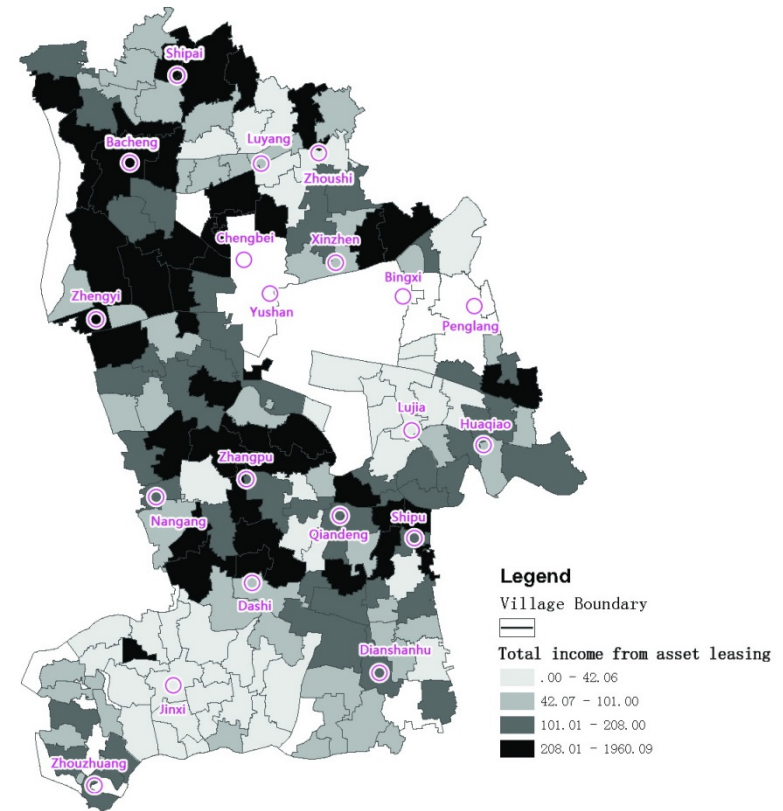 Shipai
Bacheng
Luyang
Zhoushi
Chengbei
Xinzhen
Bingxi
Zhengyi
Yushan
Penglang
Lujia
Huaqiao
Zhangpu
Nangang
Qiandeng
Shipu
Dashi
Dianshanhu
Jinxi
Zhouzhuang
Legend
Village Boundary
Total income from asset leasing
.00 - 42.06
42.07 - 101.00
101.01 - 208.00
208.01 - 1960.09